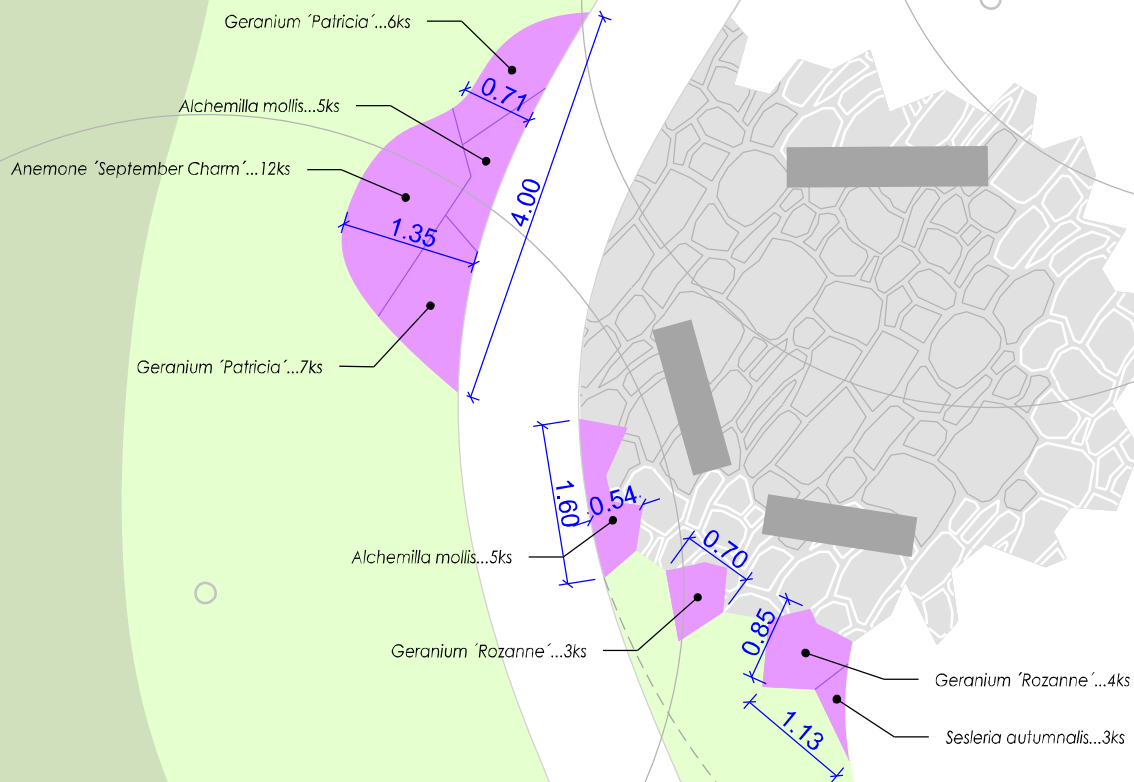 Geranium ´Patricia´...6ks
0.71
Alchemilla mollis...5ks
Anemone ´September Charm´...12ks
4.00
1.35
Geranium ´Patricia´...7ks
1.60
0.54
Alchemilla mollis...5ks
0.70
0.85
Geranium ´Rozanne´...3ks
Geranium ´Rozanne´...4ks
1.13
Sesleria autumnalis...3ks